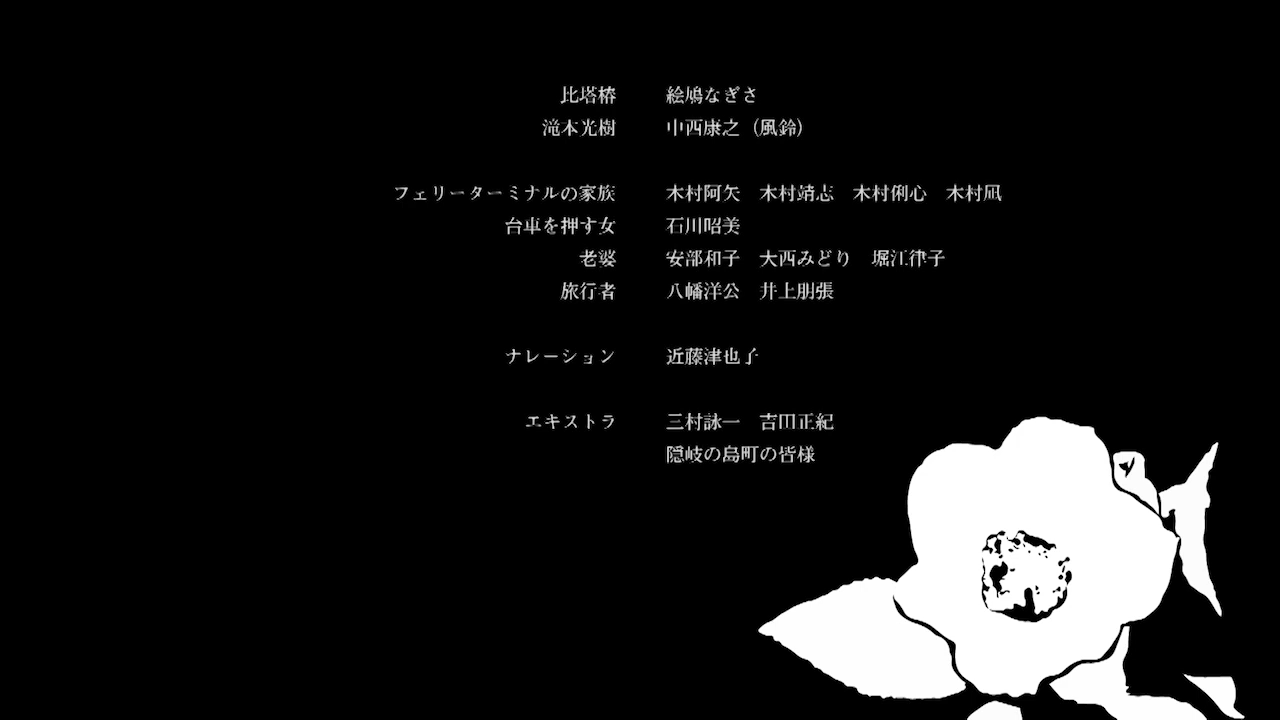 比塔椿 絵鳩なぎさ
滝本光樹 中西康之（風鈴）
フェリーターミナルの家族 木村阿矢 木村靖志 木村俐心 木村凪
台車を押す女 石川昭美
老婆 安部和子 大西みどり 堀江律子
旅行者 八幡洋公 井上朋張
ナレーション 近藤津也子
エキストラ 三村詠一 吉田正紀
隠岐の島町の皆様